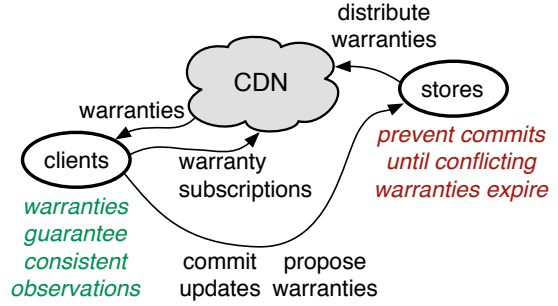 distribute
warranties
CDN
stores
warranties
prevent commits
until conflicting
warranties expire
clients
warranty
subscriptions
warranties
guarantee
consistent
observations
commit propose
updates warranties